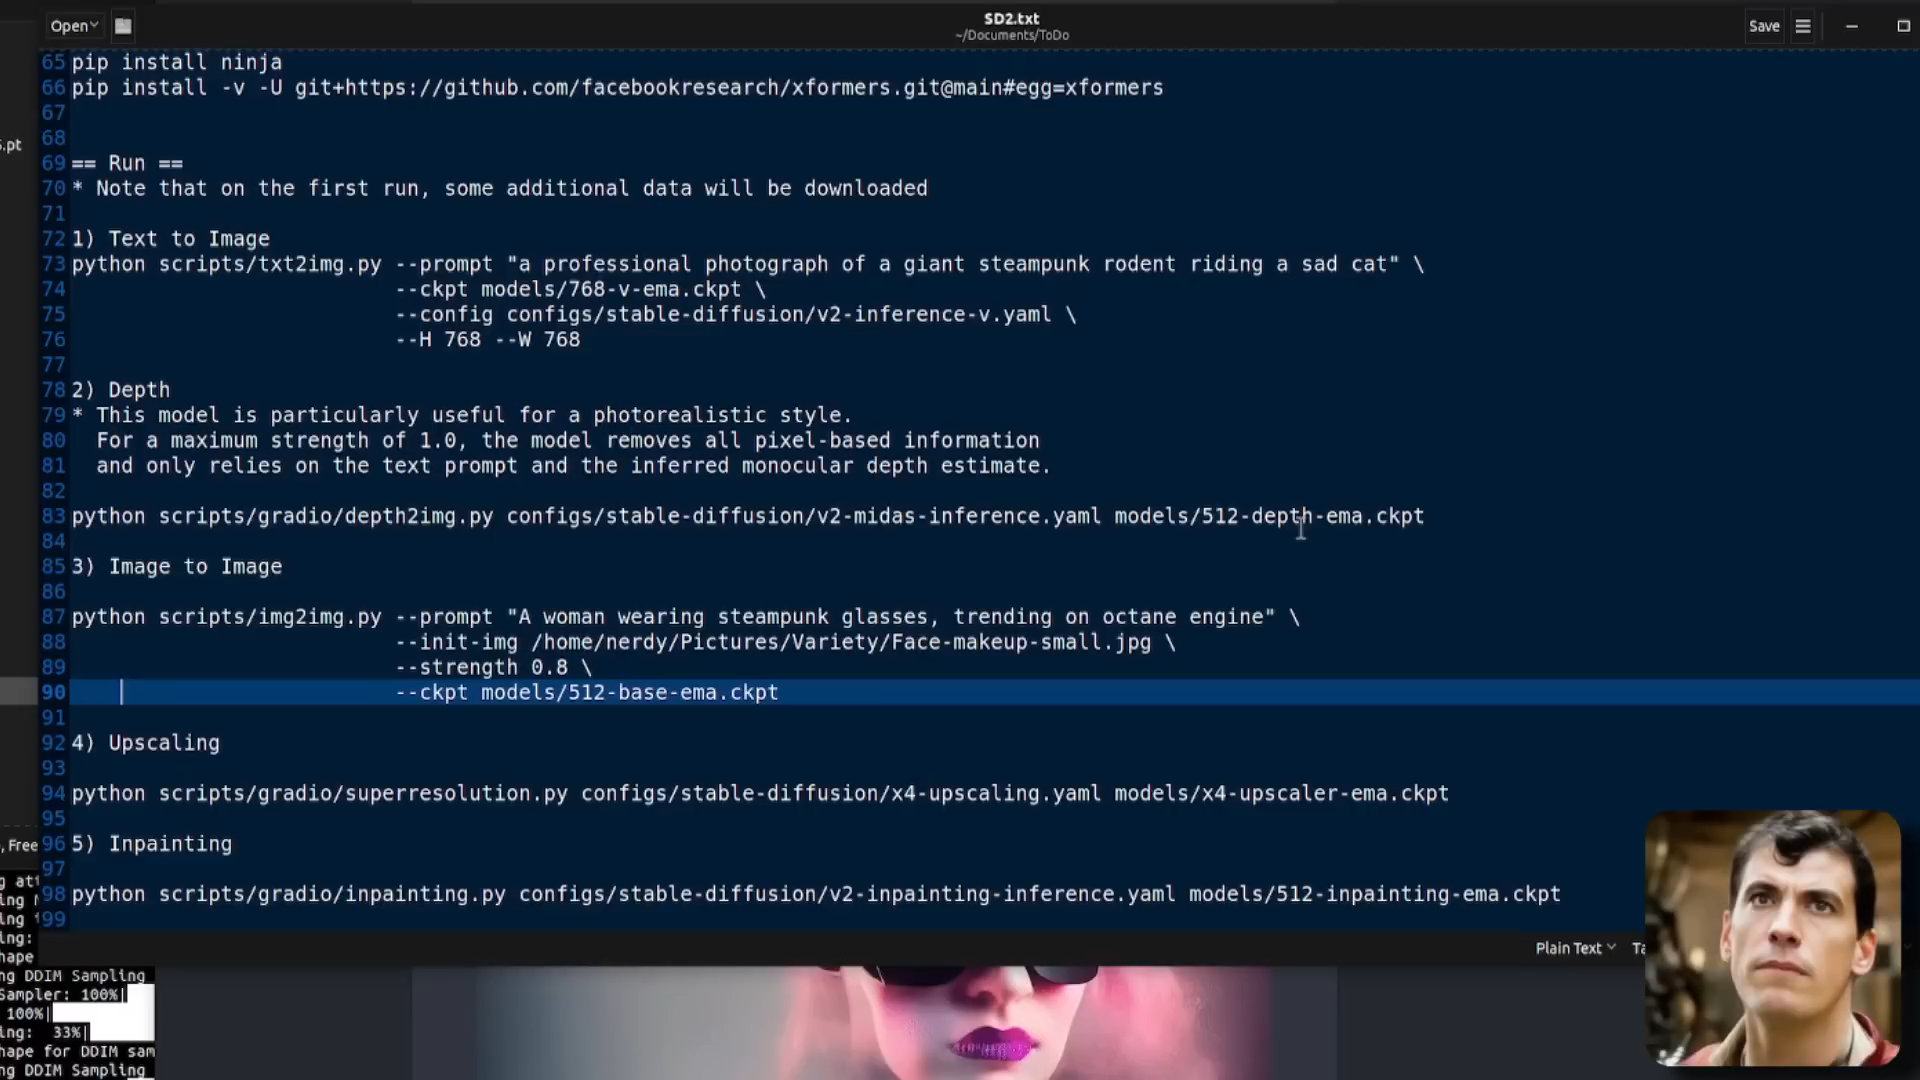 Open
SD2.txt
~/Documents/ToDo
Save
65 pip install ninja
66 pip install -v -U git+https://github.com/facebookresearch/xformers.git@main#egg=xformers
67
68
69 == Run ==
70 * Note that on the first run, some additional data will be downloaded
71
72 1) Text to Image
73 python scripts/txt2img.py --prompt "a professional photograph of a giant steampunk rodent riding a sad cat" \
74 --ckpt models/768-v-ema.ckpt \
75 --config configs/stable-diffusion/v2-inference-v.yaml \
76 --H 768 --W 768
77
78 2) Depth
79 * This model is particularly useful for a photorealistic style.
80 For a maximum strength of 1.0, the model removes all pixel-based information
81 and only relies on the text prompt and the inferred monocular depth estimate.
82
83 python scripts/gradio/depth2img.py configs/stable-diffusion/v2-midas-inference.yaml models/512-depth-ema.ckpt
84
85 3) Image to Image
86
87 python scripts/img2img.py --prompt "A woman wearing steampunk glasses, trending on octane engine" \
88 --init-img /home/nerdy/Pictures/Variety/Face-makeup-small.jpg \
89 --strength 0.8 \
90 --ckpt models/512-base-ema.ckpt
91
92 4) Upscaling
93
94 python scripts/gradio/superresolution.py configs/stable-diffusion/x4-upscaling.yaml models/x4-upscaler-ema.ckpt
95
96 5) Inpainting
97
98 python scripts/gradio/inpainting.py configs/stable-diffusion/v2-inpainting-inference.yaml models/512-inpainting-ema.ckpt
99
Plain Text
.pt
, Free
ing:
hape
ng DDIM Sampling
Sampler: 100%|
100%|
ing: 33%|
hape for DDIM sam
ng DDIM Sampling